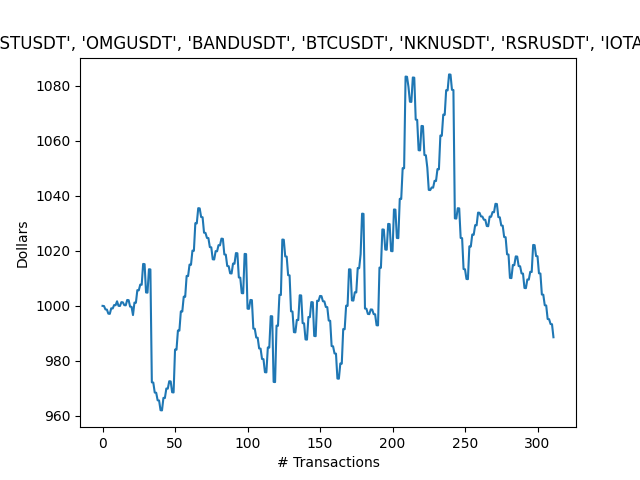 STUSDT', 'OMGUSDT', 'BANDUSDT', 'BTCUSDT', 'NKNUSDT', 'RSRUSDT', 'IOTA
1080
1060
1040
1020
1000
980
960
Dollars
0 50 100 150 200 250 300
# Transactions